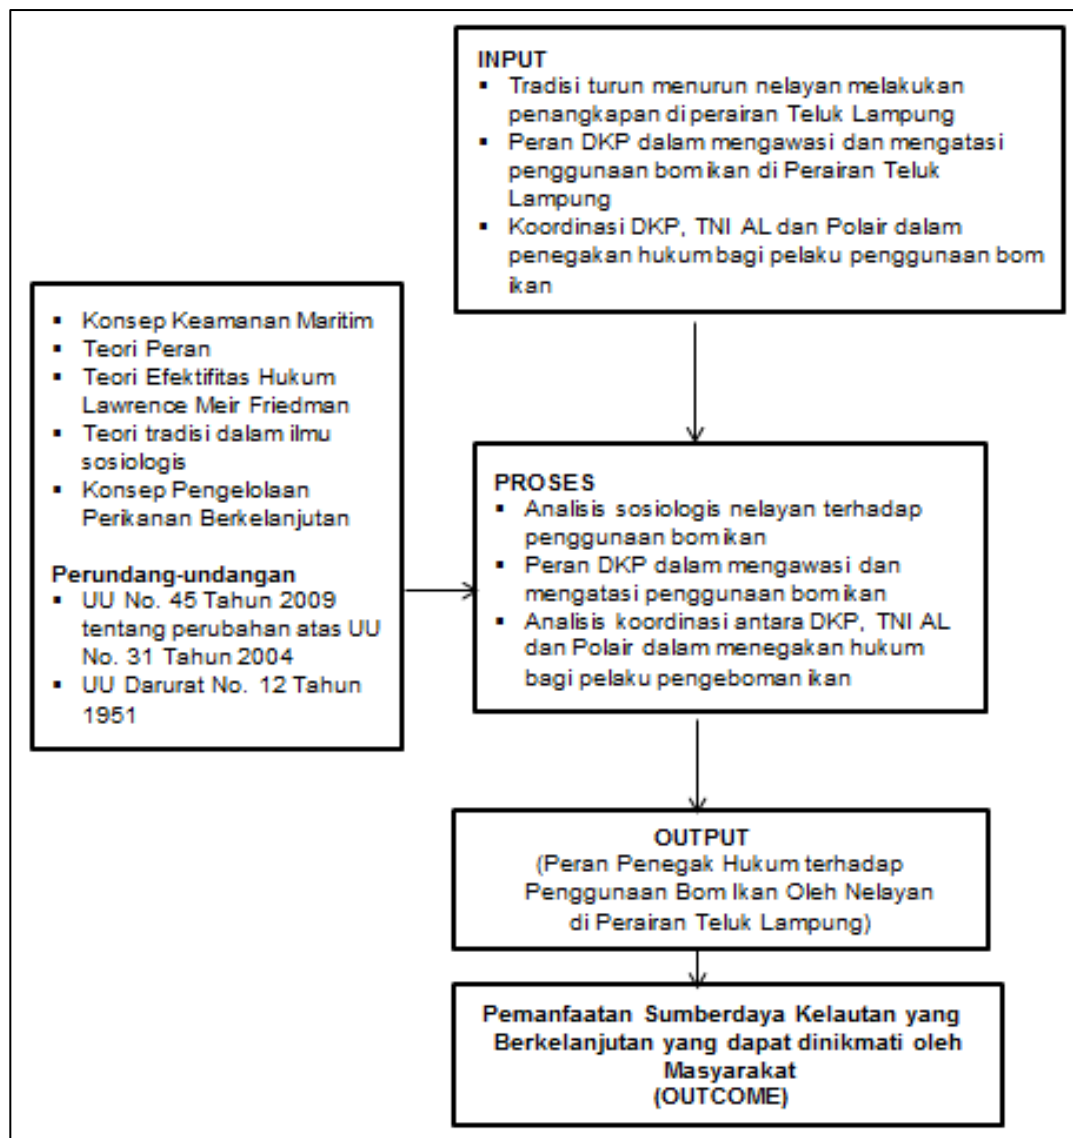 INPUT
▪ Tradisi turun menurun nelayan melakukan
penangkapan di perairan Teluk Lampung
▪ Peran DKP dalam mengawasi dan mengatasi
penggunaan bom ikan di Perairan Teluk
Lampung
▪ Koordinasi DKP, TNI AL dan Polair dalam
penegakan hukum bagi pelaku penggunaan bom
ikan
▪ Konsep Keamanan Maritim
▪ Teori Peran
▪ Teori Efektifitas Hukum
Lawrence Meir Friedman
▪ Teori tradisi dalam ilmu
sosiologis
▪ Konsep Pengelolaan
Perikanan Berkelanjutan
Perundang-undangan
▪ UU No. 45 Tahun 2009
tentang perubahan atas UU
No. 31 Tahun 2004
▪ UU Darurat No. 12 Tahun
1951
PROSES
▪ Analisis sosiologis nelayan terhadap
penggunaan bom ikan
▪ Peran DKP dalam mengawasi dan
mengatasi penggunaan bom ikan
▪ Analisis koordinasi antara DKP, TNI AL
dan Polair dalam menegakan hukum
bagi pelaku pengeboman ikan
OUTPUT
(Peran Penegak Hukum terhadap
Penggunaan Bom Ikan Oleh Nelayan
di Perairan Teluk Lampung)
Pemanfaatan Sumberdaya Kelautan yang
Berkelanjutan yang dapat dinikmati oleh
Masyarakat
(OUTCOME)